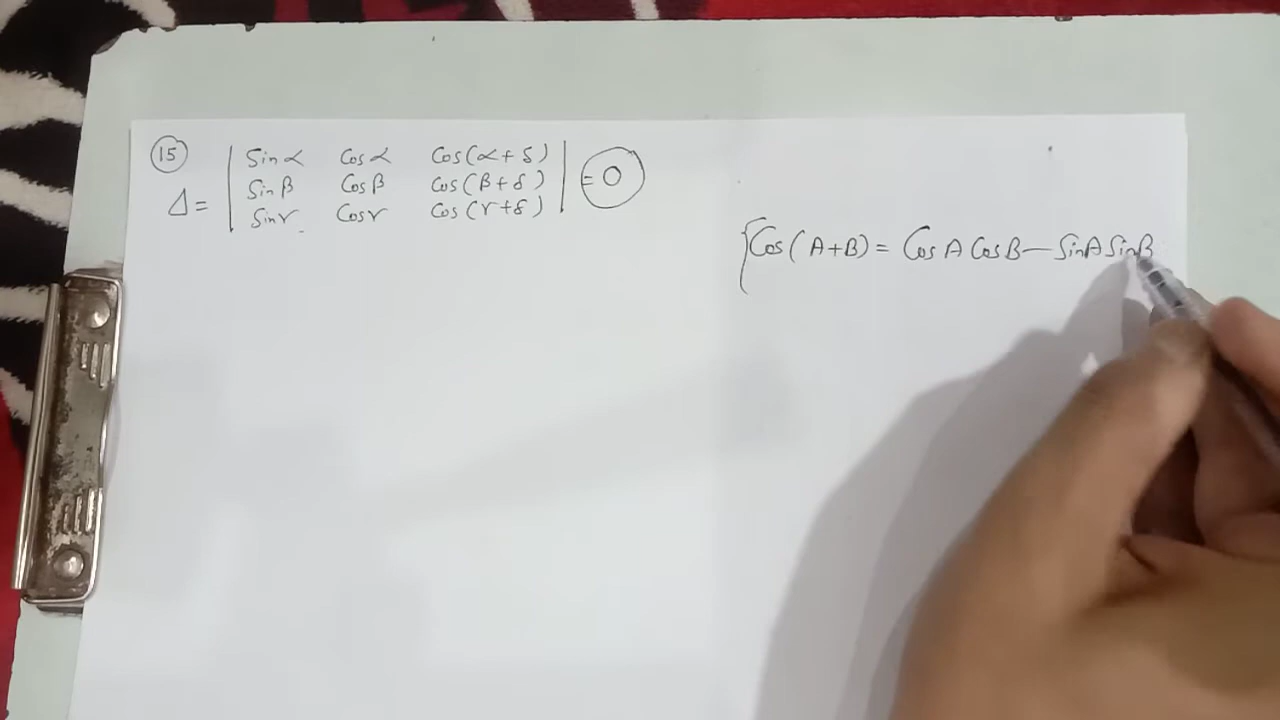 15
| Sin α Cos α Cos(α + δ) |
Δ = | Sin β Cos β Cos(β + δ) | = 0
| Sin r Cos r Cos(r + δ) |
{Cos(A+B) = Cos A Cos B — Sin A Sin B